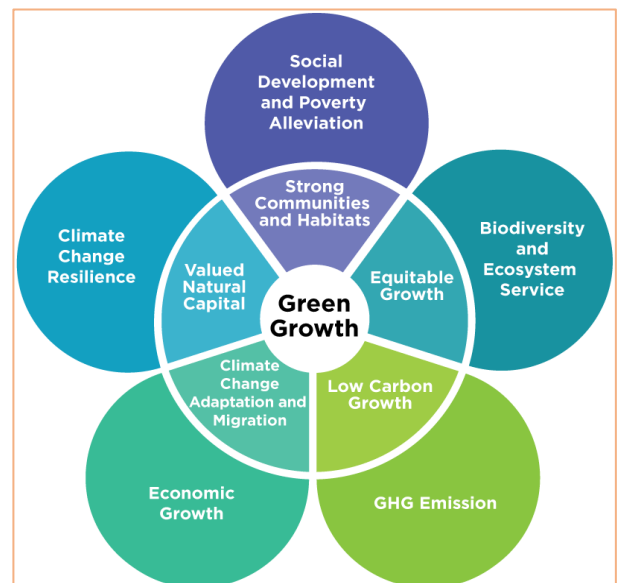 Social
Development
and Poverty
Alleviation
Strong
Communities
and Habitats
Climate
Change
Resilience
Valued
Natural
Capital
Green
Growth
Equitable
Growth
Biodiversity
and
Ecosystem
Service
Climate
Change
Adaptation and
Migration
Low Carbon
Growth
Economic
Growth
GHG Emission